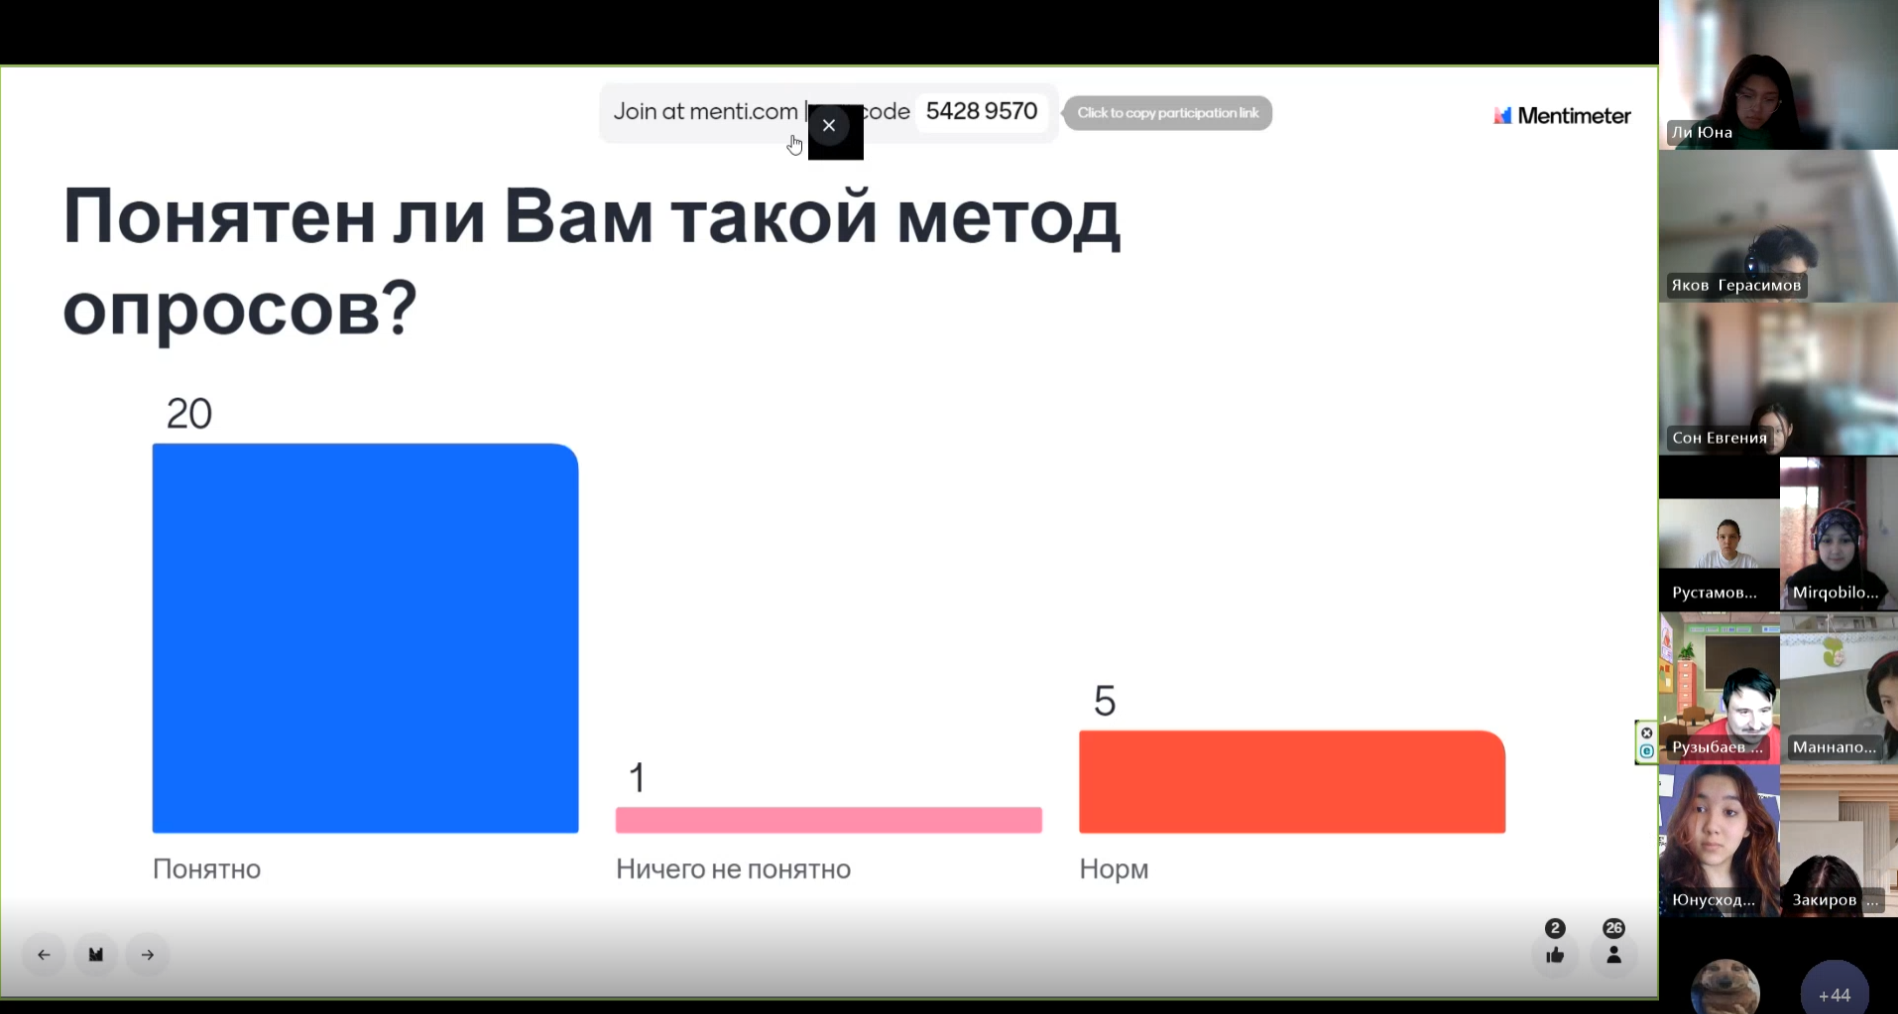 Join at menti.com | code 5428 9570
Click to copy participation link
Mentimeter
Понятен ли Вам такой метод
опросов?
20
1
5
Понятно
Ничего не понятно
Норм
2
26
Ли Юна
Яков Герасимов
Сон Евгения
Рустамов...
Mirqobilo...
Рузыбаев ...
Маннапо...
Юнусход...
Закиров ...
+44